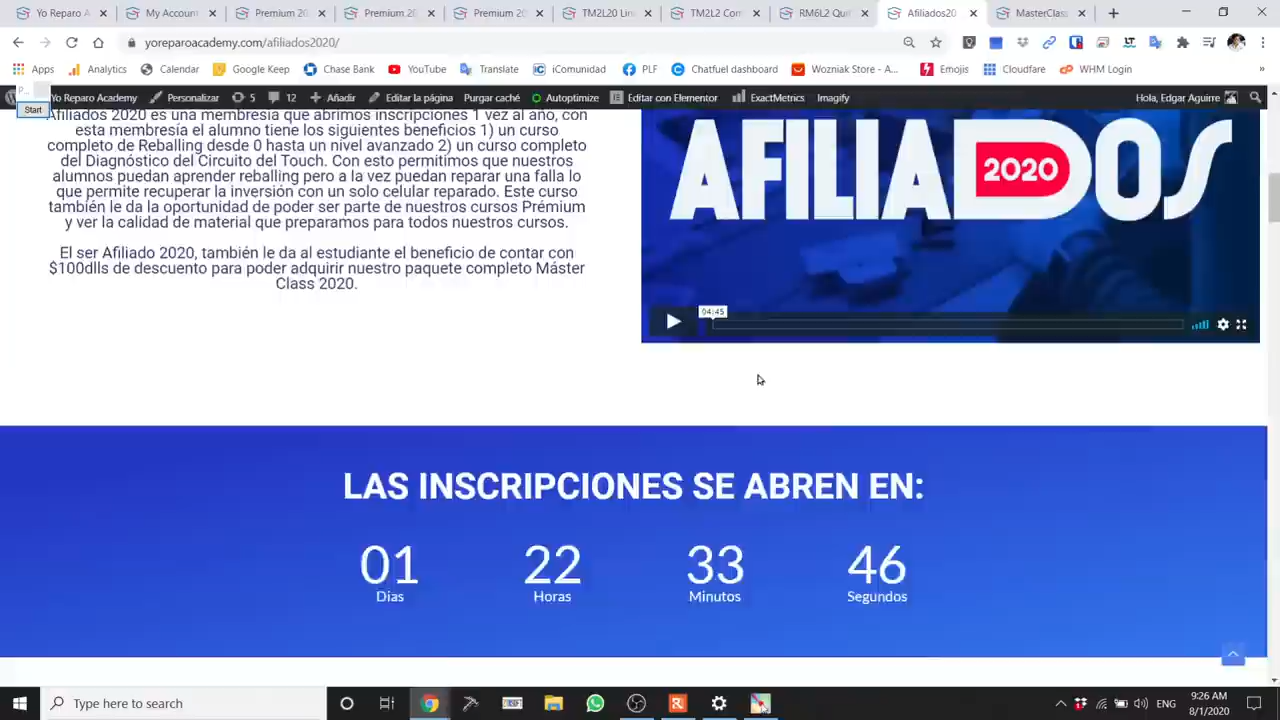 Yo Reparo A
My Account
Premium 20
Premium 20
Premium 20
TM2L20 Lin
TM2L2 Com
RM6L2 Qui
Afiliados20
MasterClass
yoreparoacademy.com/afiliados2020/
Apps
Analytics
Calendar
Google Keep
Chase Bank
YouTube
Translate
iComunidad
PLF
Chatfuel dashboard
Wozniak Store - A...
Emojis
Cloudflare
WHM Login
»
P...
Start
Yo Reparo Academy
Personalizar
5
12
Añadir
Editar la página
Purgar caché
Autoptimize
Editar con Elementor
ExactMetrics
Imagify
Hola, Edgar Aguirre
Afiliados 2020 es una membresía que abrimos inscripciones 1 vez al año, con
esta membresía el alumno tiene los siguientes beneficios 1) un curso
completo de Reballing desde 0 hasta un nivel avanzado 2) un curso completo
del Diagnóstico del Circuito del Touch. Con esto permitimos que nuestros
alumnos puedan aprender reballing pero a la vez puedan reparar una falla lo
que permite recuperar la inversión con un solo celular reparado. Este curso
también le da la oportunidad de poder ser parte de nuestros cursos Prémium
y ver la calidad de material que preparamos para todos nuestros cursos.
El ser Afiliado 2020, también le da al estudiante el beneficio de contar con
$100dlls de descuento para poder adquirir nuestro paquete completo Máster
Class 2020.
AFILIADOS
2020
04:45
LAS INSCRIPCIONES SE ABREN EN:
01
22
33
46
Dias
Horas
Minutos
Segundos
Type here to search
ENG
9:26 AM
8/1/2020